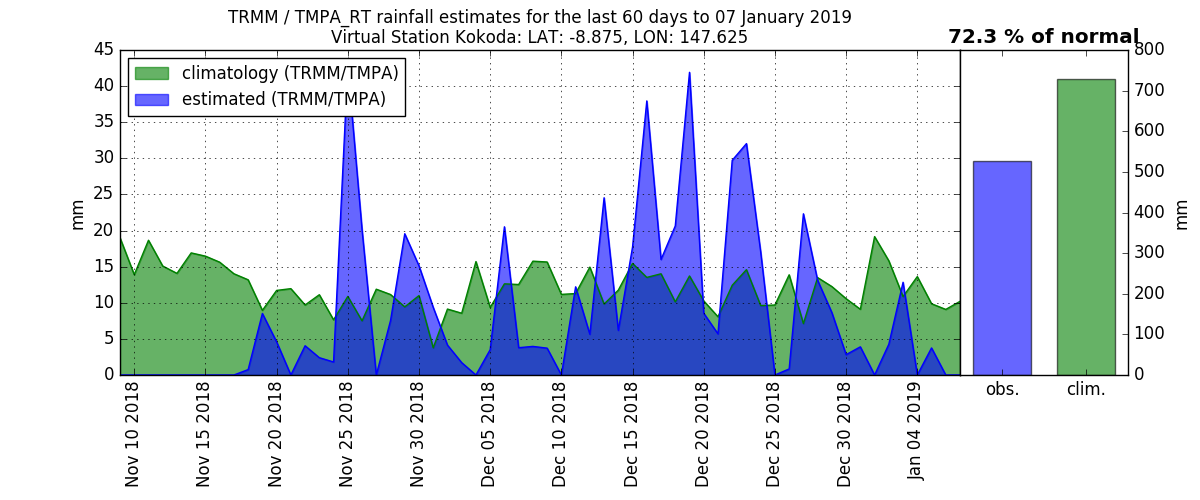 TRMM / TMPA_RT rainfall estimates for the last 60 days to 07 January 2019
Virtual Station Kokoda: LAT: -8.875, LON: 147.625
72.3 % of normal
climatology (TRMM/TMPA)
estimated (TRMM/TMPA)
45
40
35
30
25
20
15
10
5
0
mm
Nov 10 2018
Nov 15 2018
Nov 20 2018
Nov 25 2018
Nov 30 2018
Dec 05 2018
Dec 10 2018
Dec 15 2018
Dec 20 2018
Dec 25 2018
Dec 30 2018
Jan 04 2019
obs.
clim.
800
700
600
500
400
300
200
100
0
mm